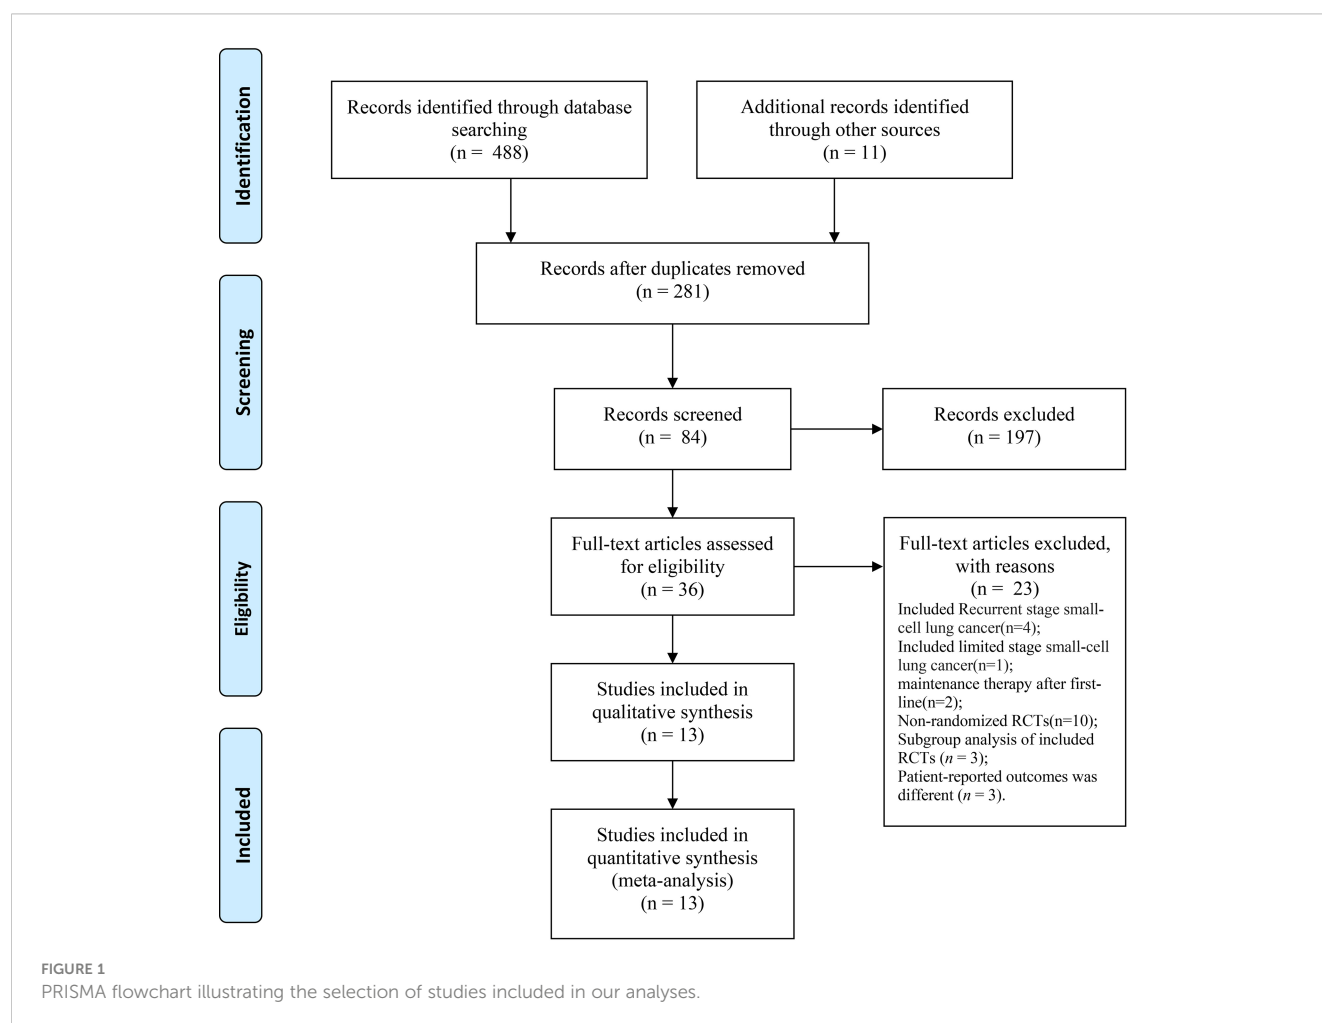 Identification
Records identified through database
searching
(n = 488)
Additional records identified
through other sources
(n = 11)
Records after duplicates removed
(n = 281)
Screening
Records screened
(n = 84)
Records excluded
(n = 197)
Eligibility
Full-text articles assessed
for eligibility
(n = 36)
Full-text articles excluded,
with reasons
(n = 23)
Included Recurrent stage small-
cell lung cancer(n=4);
Included limited stage small-cell
lung cancer(n=1);
maintenance therapy after first-
line(n=2);
Non-randomized RCTs(n=10);
Subgroup analysis of included
RCTs (n = 3);
Patient-reported outcomes was
different (n = 3).
Studies included in
qualitative synthesis
(n = 13)
Included
Studies included in
quantitative synthesis
(meta-analysis)
(n = 13)
FIGURE 1
PRISMA flowchart illustrating the selection of studies included in our analyses.